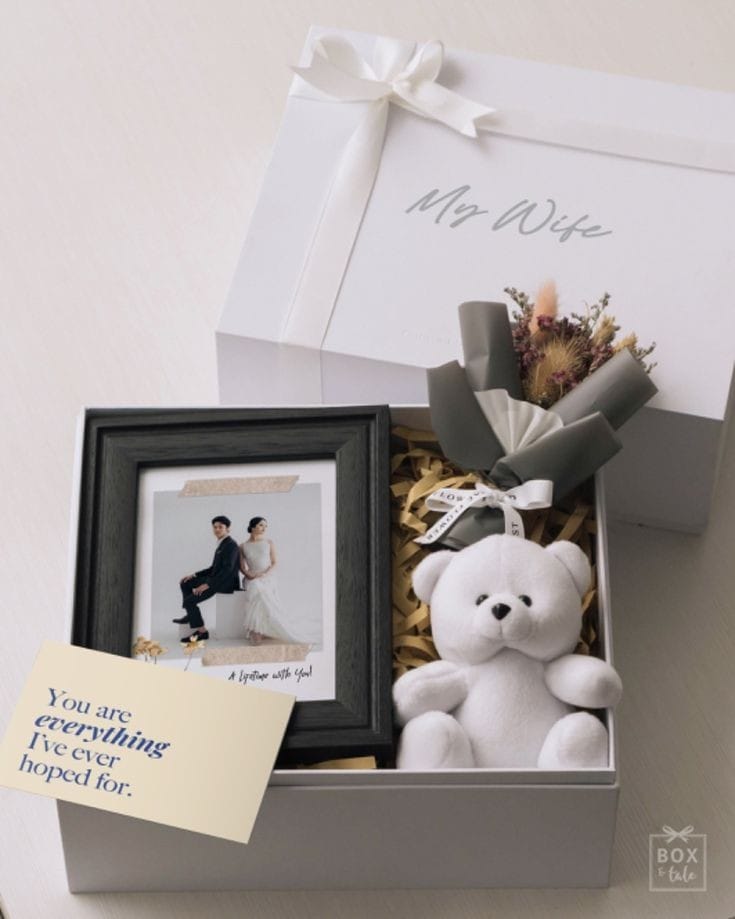 My Wife
A lifetime with you!
You are
everything
I've ever
hoped for.
BOX
& tale